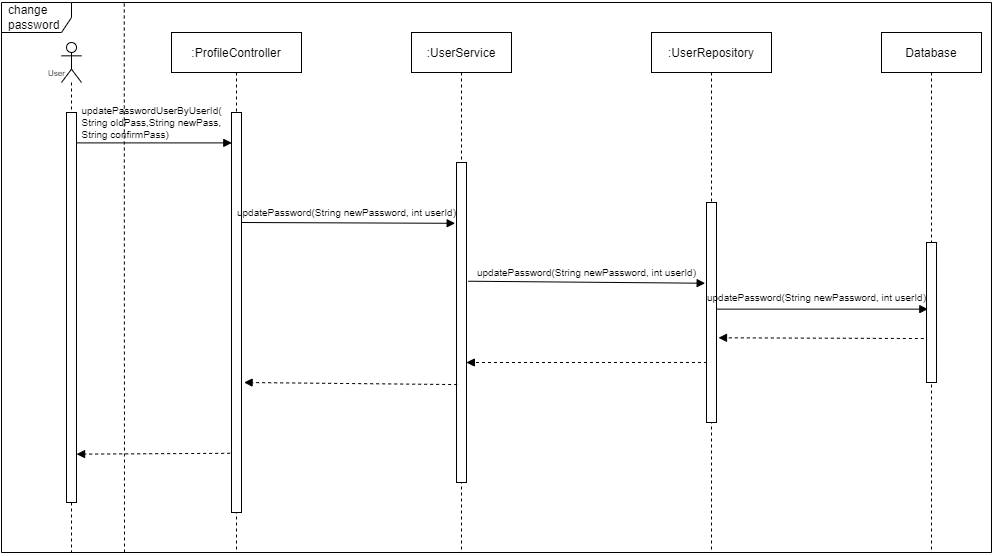 change
password
User
:ProfileController
:UserService
:UserRepository
Database
updatePasswordUserByUserId(
String oldPass,String newPass,
String confirmPass)
updatePassword(String newPassword, int userId)
updatePassword(String newPassword, int userId)
updatePassword(String newPassword, int userId)